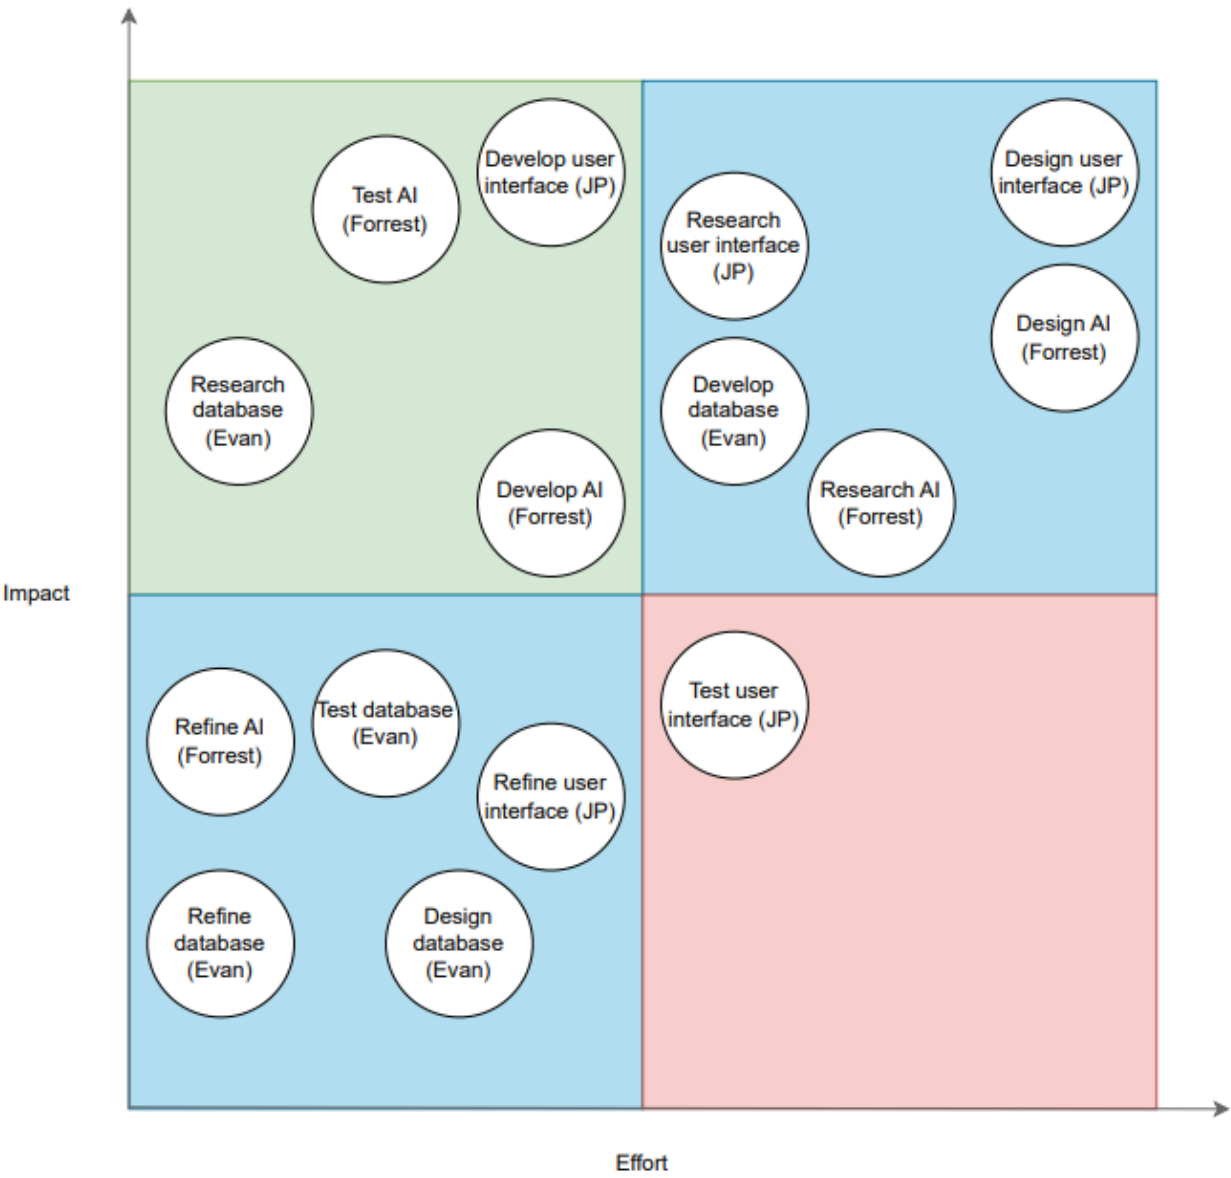 Develop user
interface (JP)
Design user
interface (JP)
Test AI
(Forrest)
Research
user interface
(JP)
Design AI
(Forrest)
Research
database
(Evan)
Develop
database
(Evan)
Develop AI
(Forrest)
Research AI
(Forrest)
Impact
Test user
interface (JP)
Test database
(Evan)
Refine AI
(Forrest)
Refine user
interface (JP)
Refine
database
(Evan)
Design
database
(Evan)
Effort